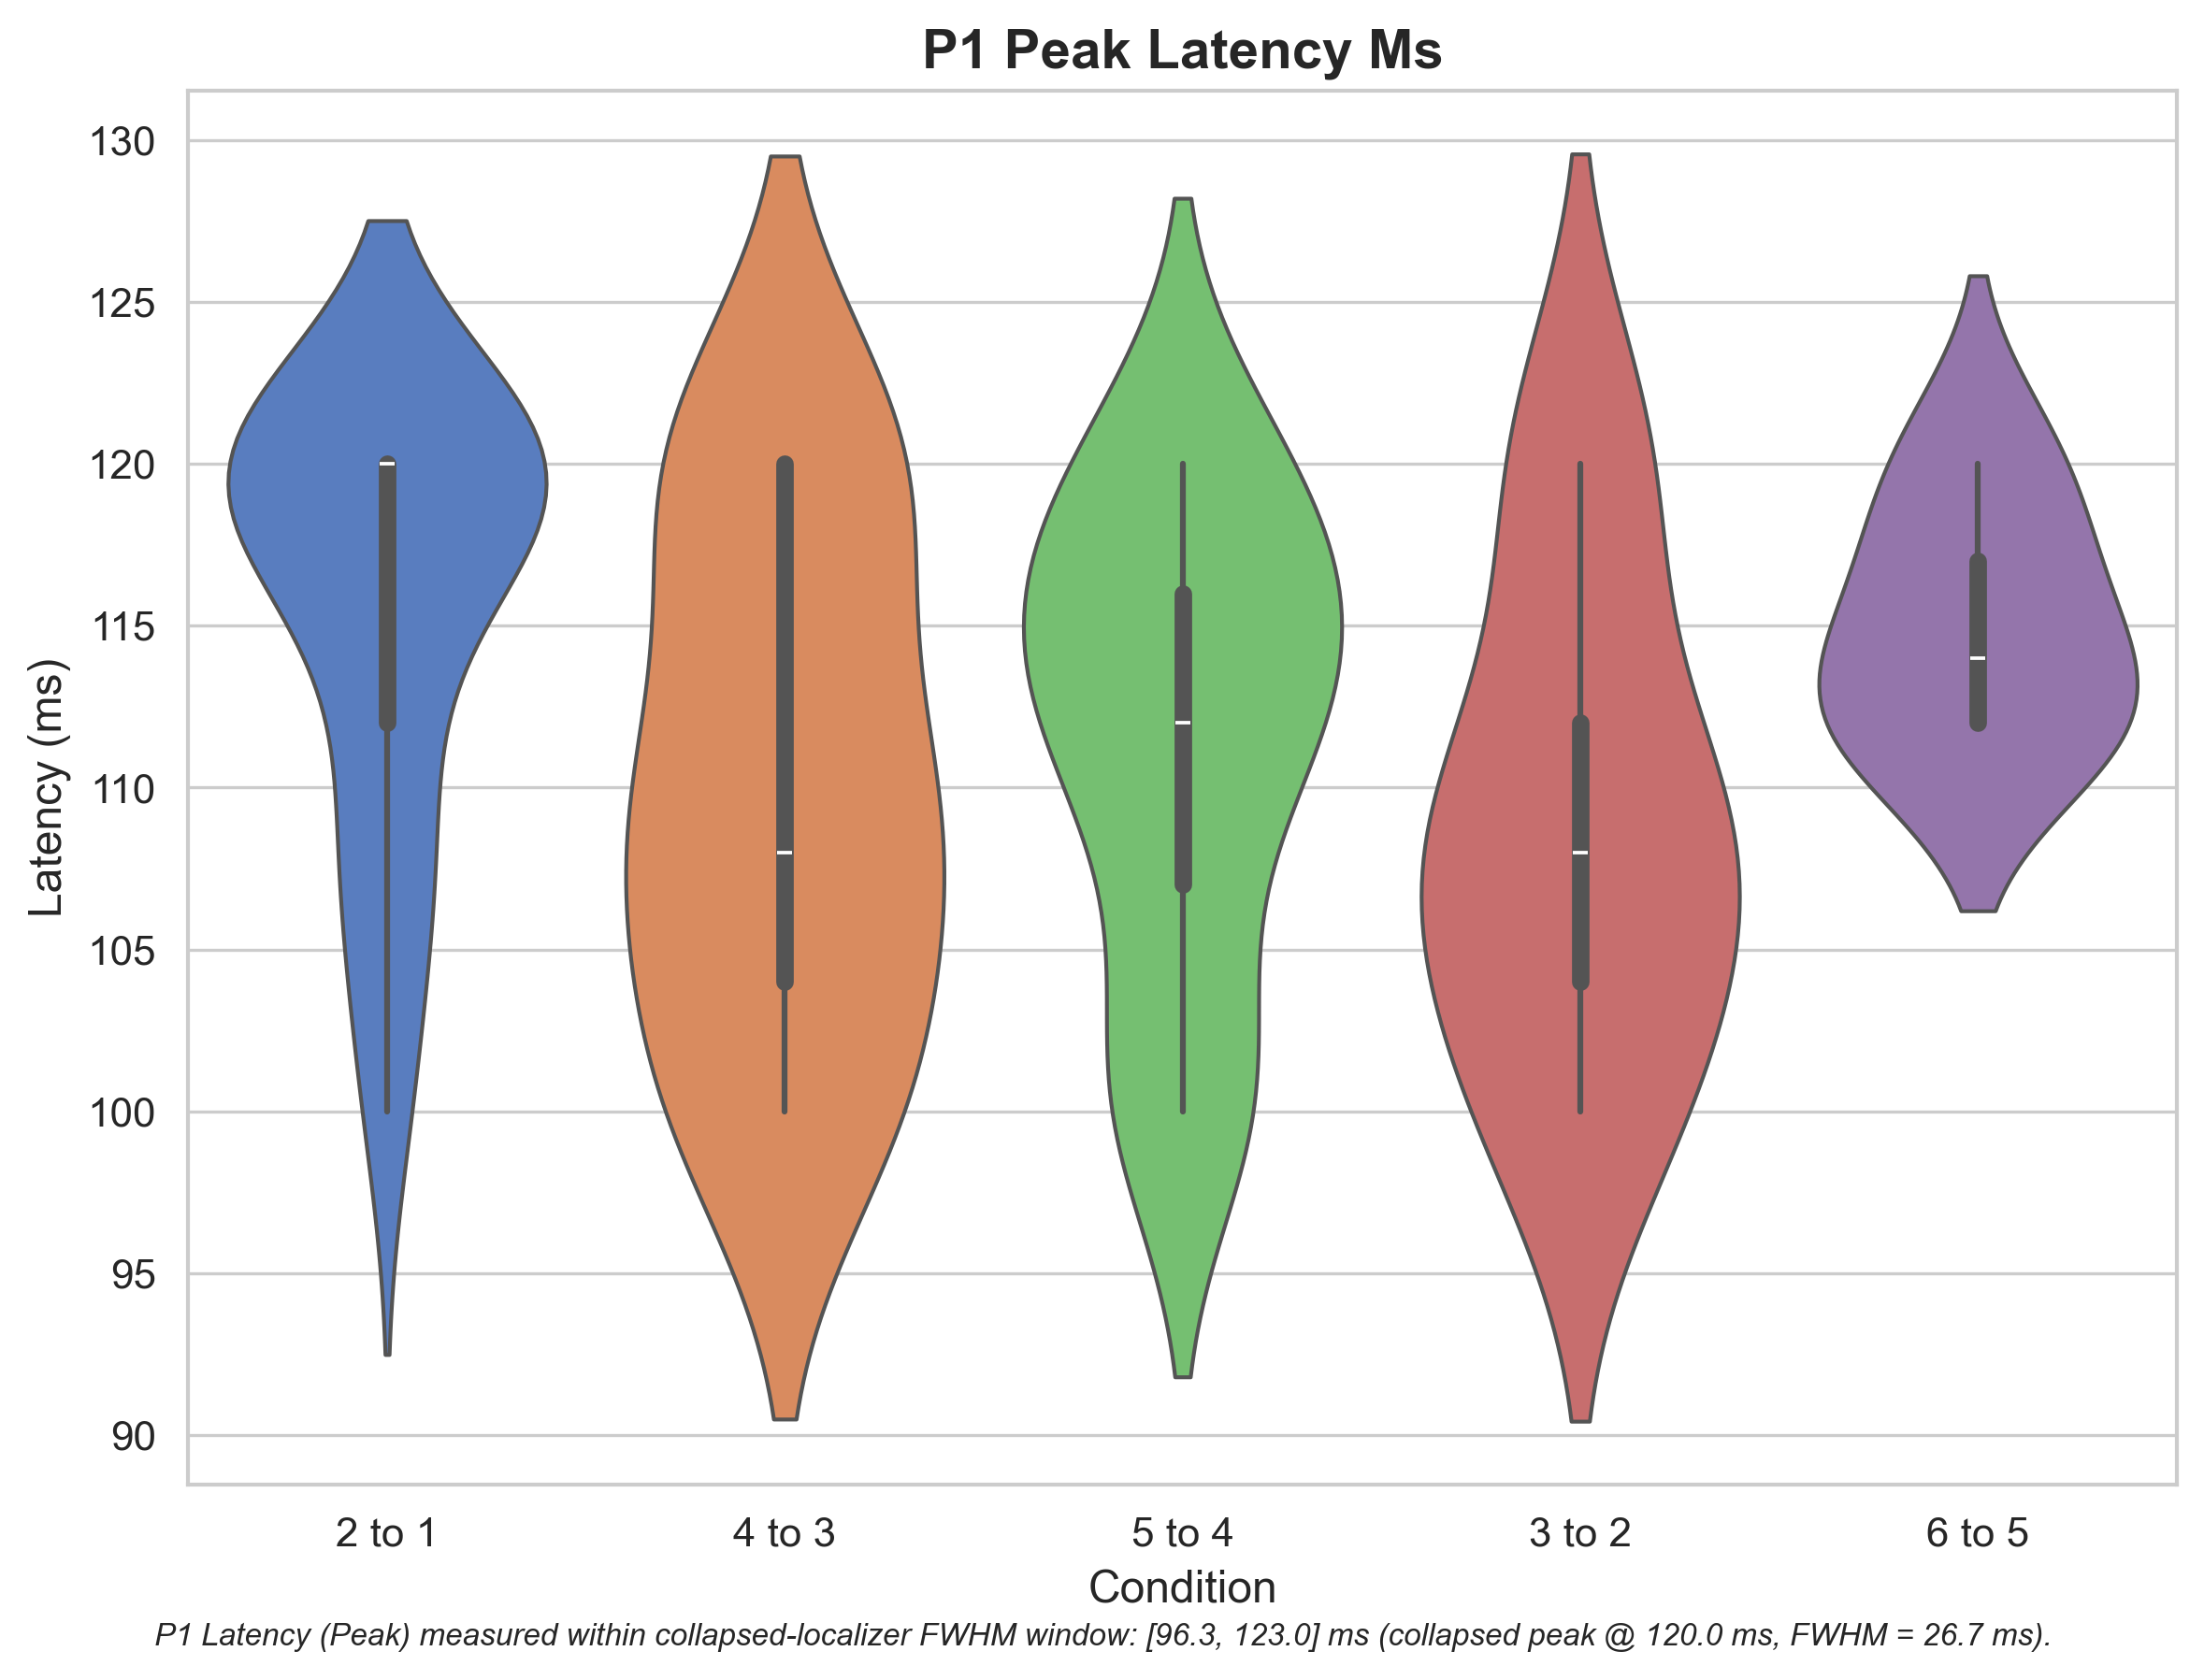 P1 Peak Latency Ms
130
125
120
115
110
105
100
95
90
Latency (ms)
2 to 1
4 to 3
5 to 4
3 to 2
6 to 5
Condition
P1 Latency (Peak) measured within collapsed-localizer FWHM window: [96.3, 123.0] ms (collapsed peak @ 120.0 ms, FWHM = 26.7 ms).